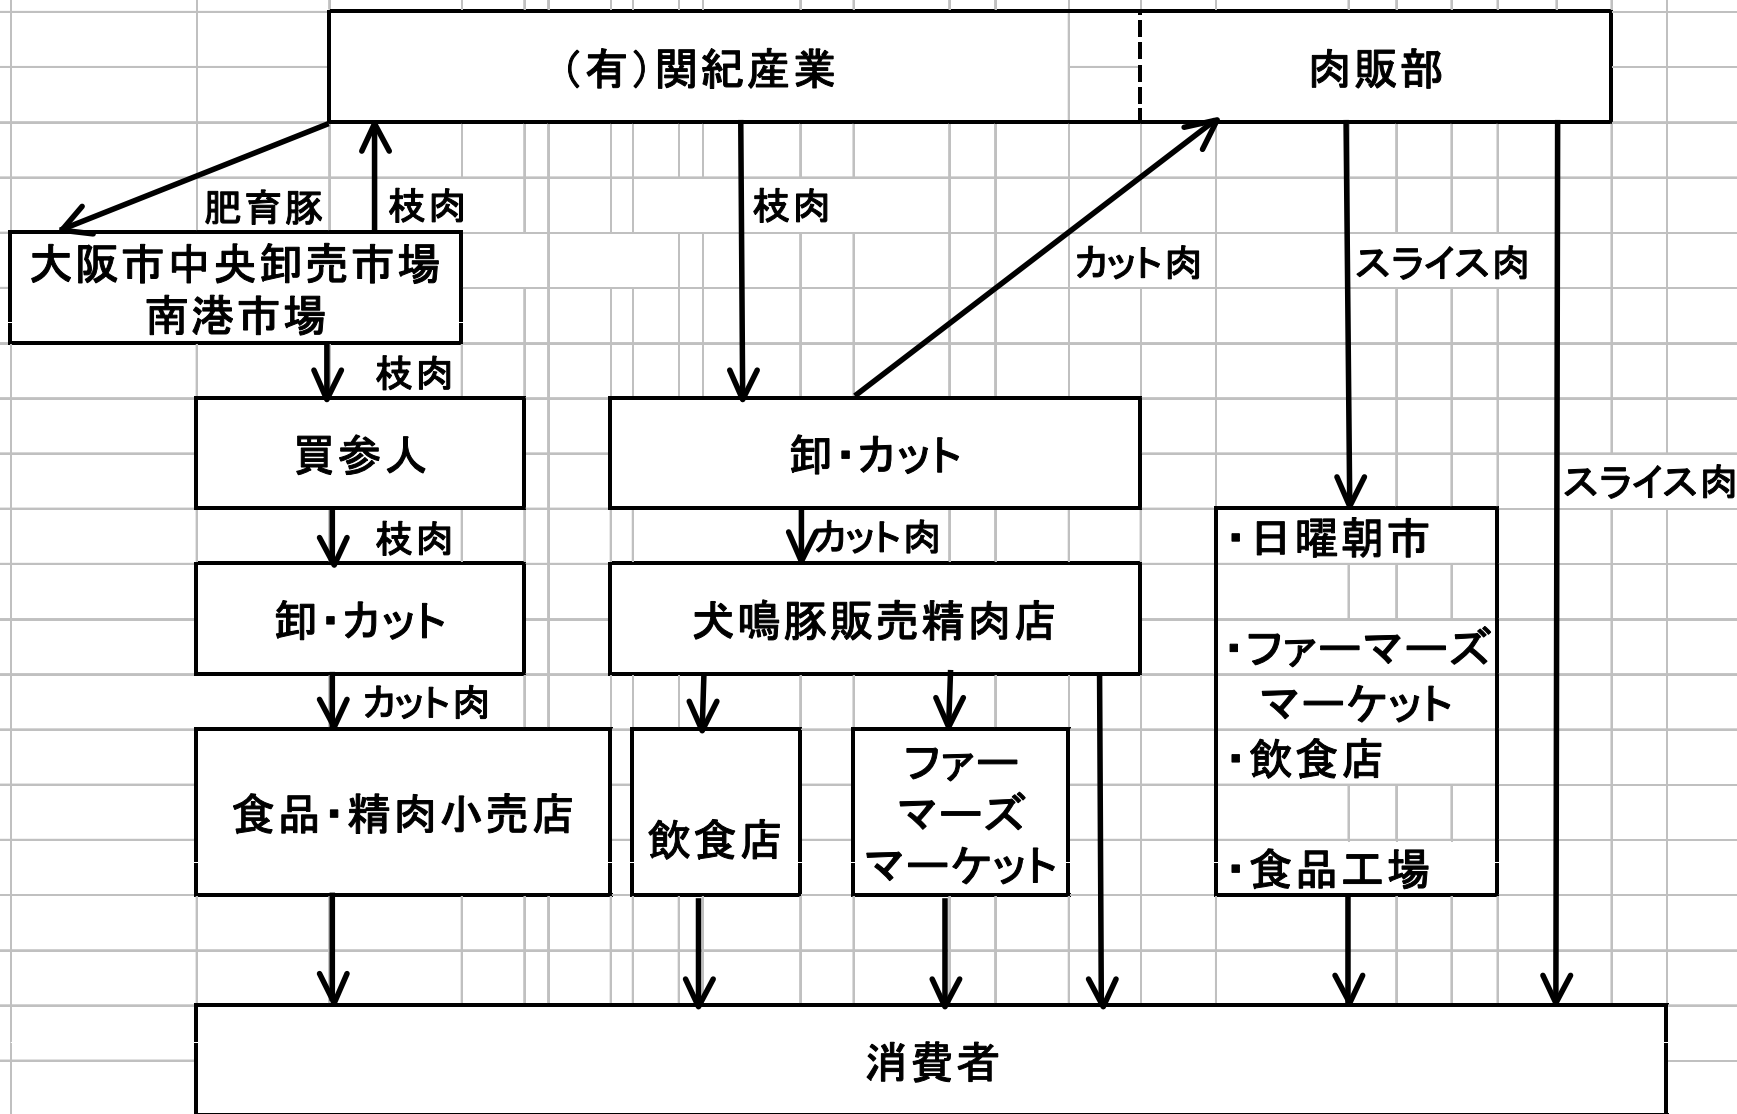 （有）関紀産業
肉販部
肥育豚
枝肉
枝肉
大阪市中央卸売市場
南港市場
カット肉
スライス肉
枝肉
買参人
卸・カット
スライス肉
枝肉
カット肉
・日曜朝市
卸・カット
犬鳴豚販売精肉店
・ファーマーズ
マーケット
カット肉
・飲食店
食品・精肉小売店
飲食店
ファー
マーズ
マーケット
・食品工場
消費者